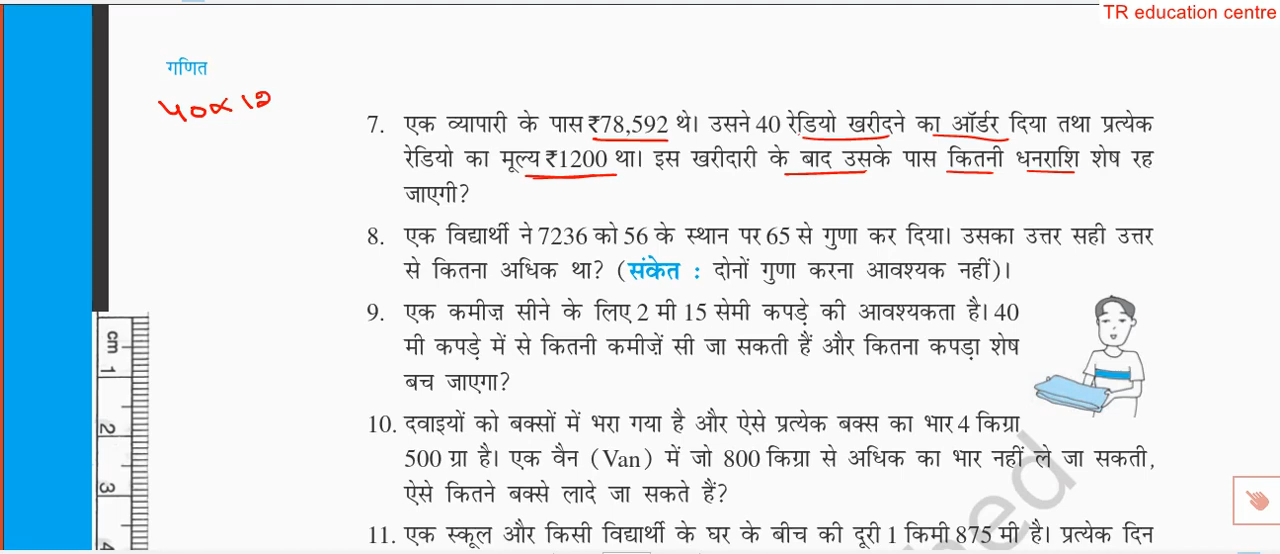 TR education centre
गणित
40×12
7. एक व्यापारी के पास ₹78,592 थे। उसने 40 रेडियो खरीदने का ऑर्डर दिया तथा प्रत्येक
रेडियो का मूल्य ₹1200 था। इस खरीदारी के बाद उसके पास कितनी धनराशि शेष रह
जाएगी?
8. एक विद्यार्थी ने 7236 को 56 के स्थान पर 65 से गुणा कर दिया। उसका उत्तर सही उत्तर
से कितना अधिक था? (संकेत : दोनों गुणा करना आवश्यक नहीं)।
9. एक कमीज़ सीने के लिए 2 मी 15 सेमी कपड़े की आवश्यकता है। 40
मी कपड़े में से कितनी कमीज़ें सी जा सकती हैं और कितना कपड़ा शेष
बच जाएगा?
10. दवाइयों को बक्सों में भरा गया है और ऐसे प्रत्येक बक्स का भार 4 किग्रा
500 ग्रा है। एक वैन (Van) में जो 800 किग्रा से अधिक का भार नहीं ले जा सकती,
ऐसे कितने बक्से लादे जा सकते हैं?
11. एक स्कूल और किसी विद्यार्थी के घर के बीच की दूरी 1 किमी 875 मी है। प्रत्येक दिन
cm
1
2
3
4